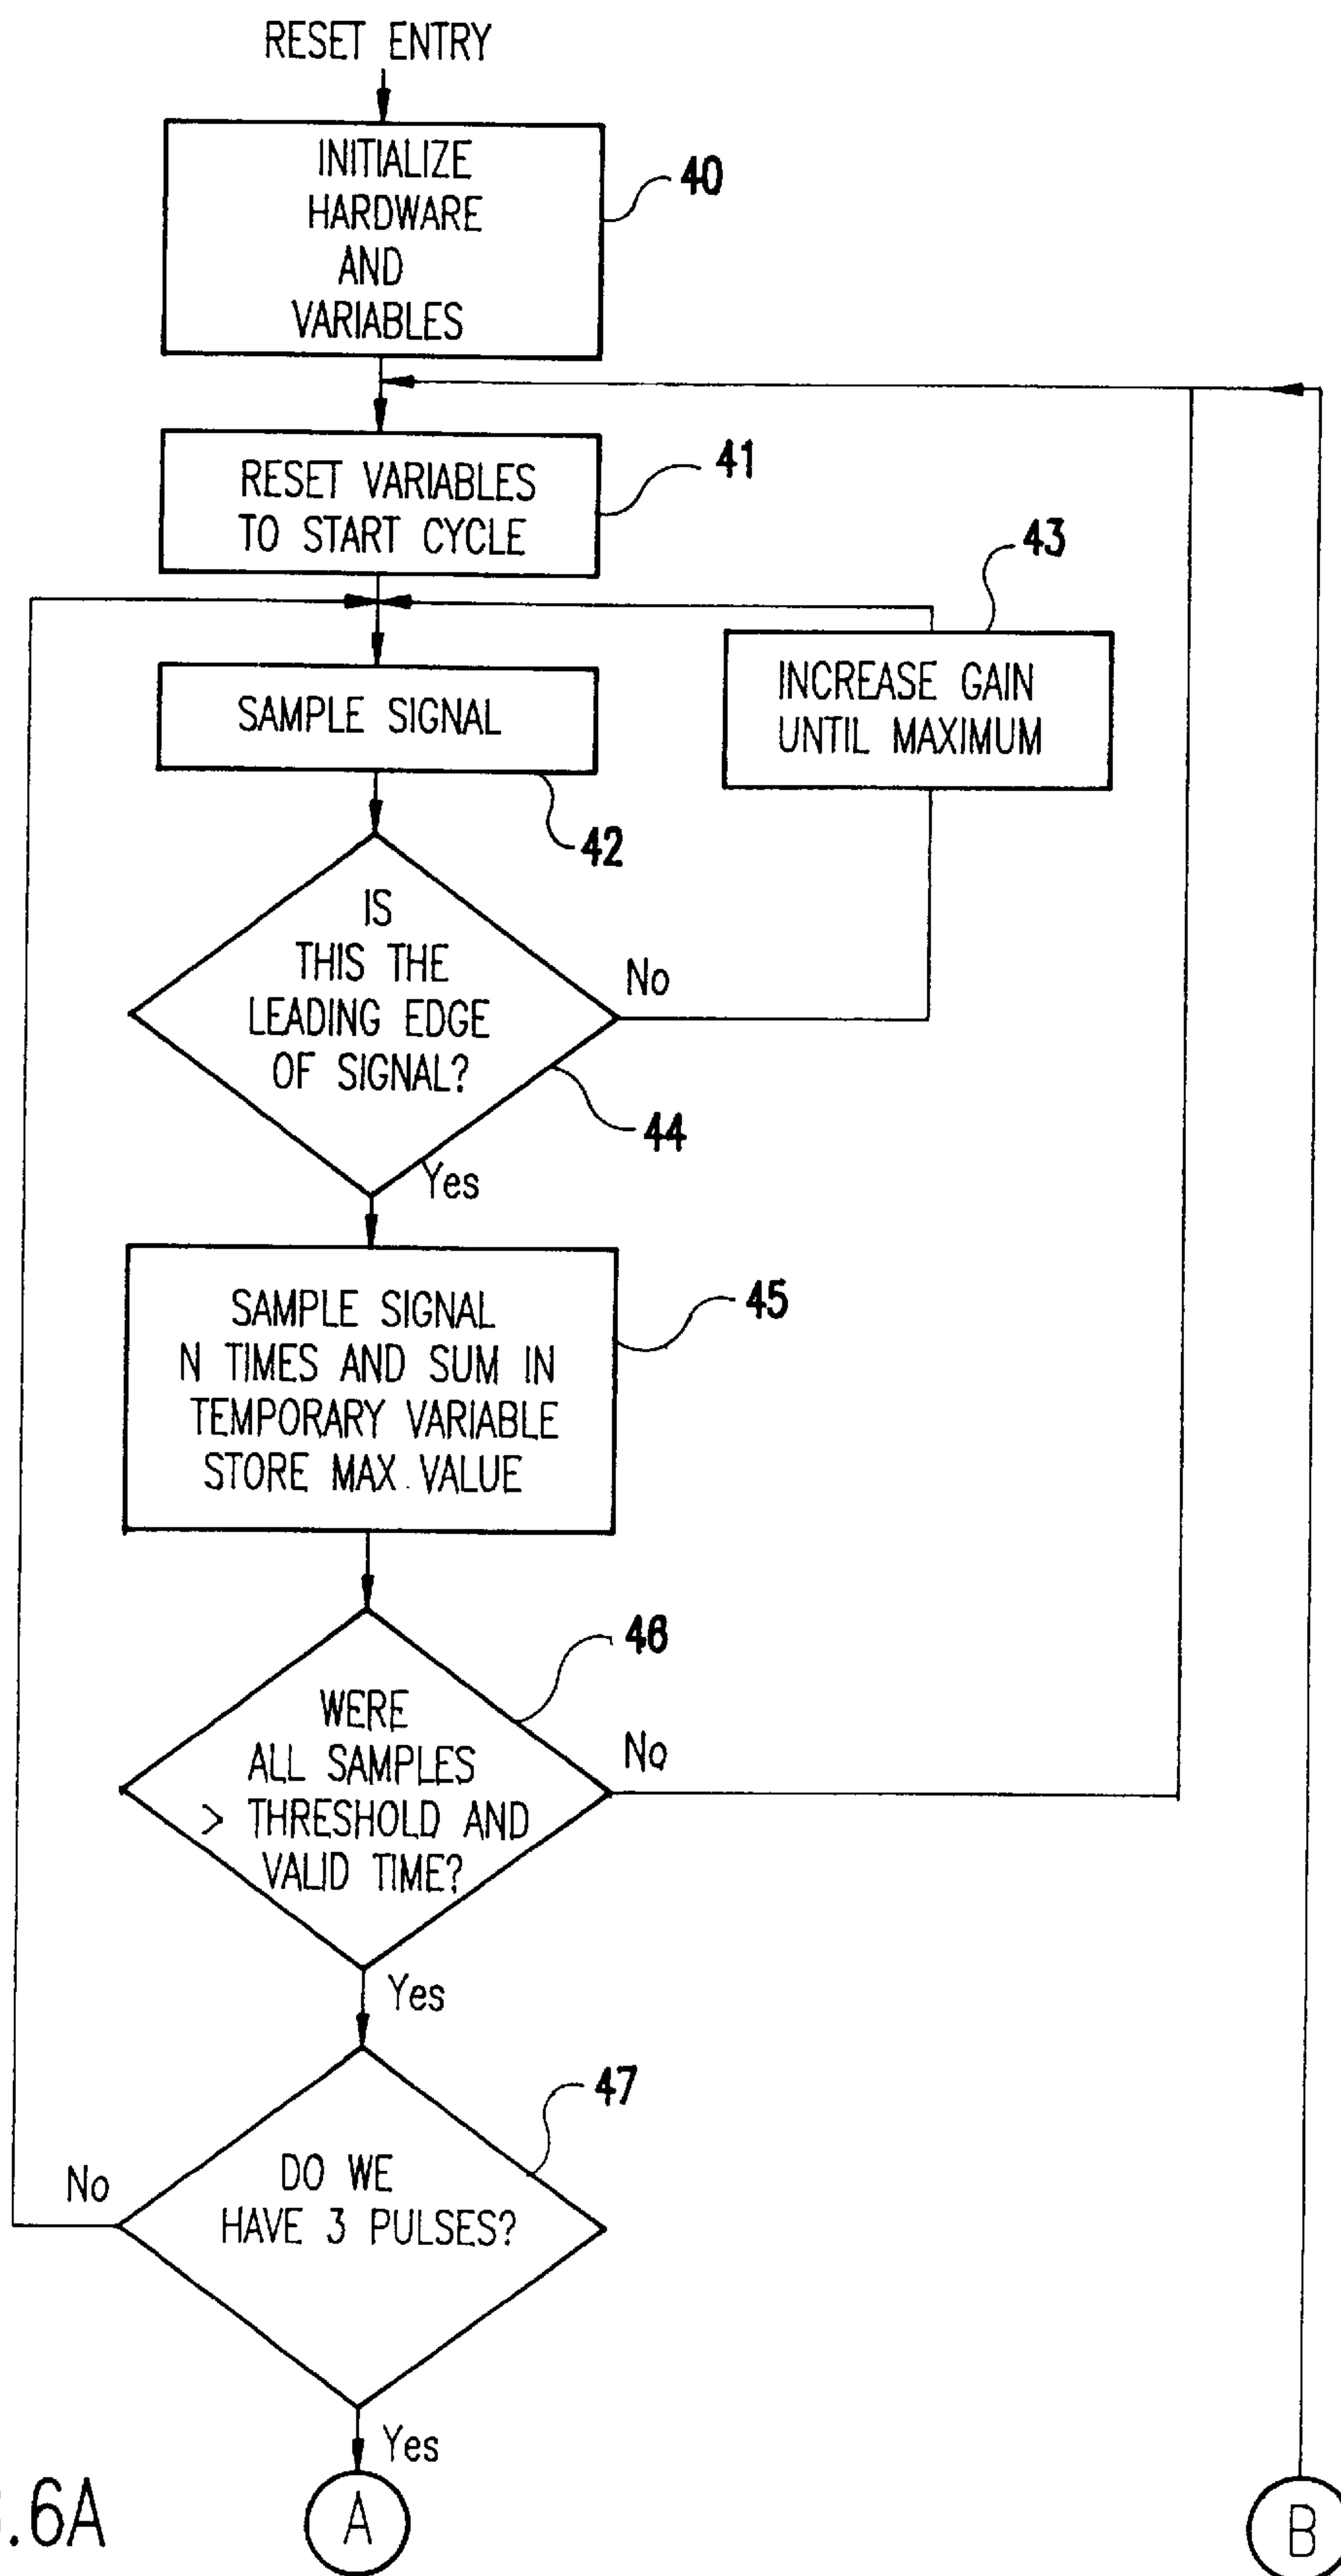 RESET ENTRY
INITIALIZE
HARDWARE
AND
VARIABLES
40
RESET VARIABLES
TO START CYCLE
41
43
INCREASE GAIN
UNTIL MAXIMUM
SAMPLE SIGNAL
42
IS
THIS THE
LEADING EDGE
OF SIGNAL?
No
44
Yes
SAMPLE SIGNAL
N TIMES AND SUM IN
TEMPORARY VARIABLE
STORE MAX. VALUE
45
46
WERE
ALL SAMPLES
> THRESHOLD AND
VALID TIME?
No
Yes
47
DO WE
HAVE 3 PULSES?
No
Yes
A
B
.6A